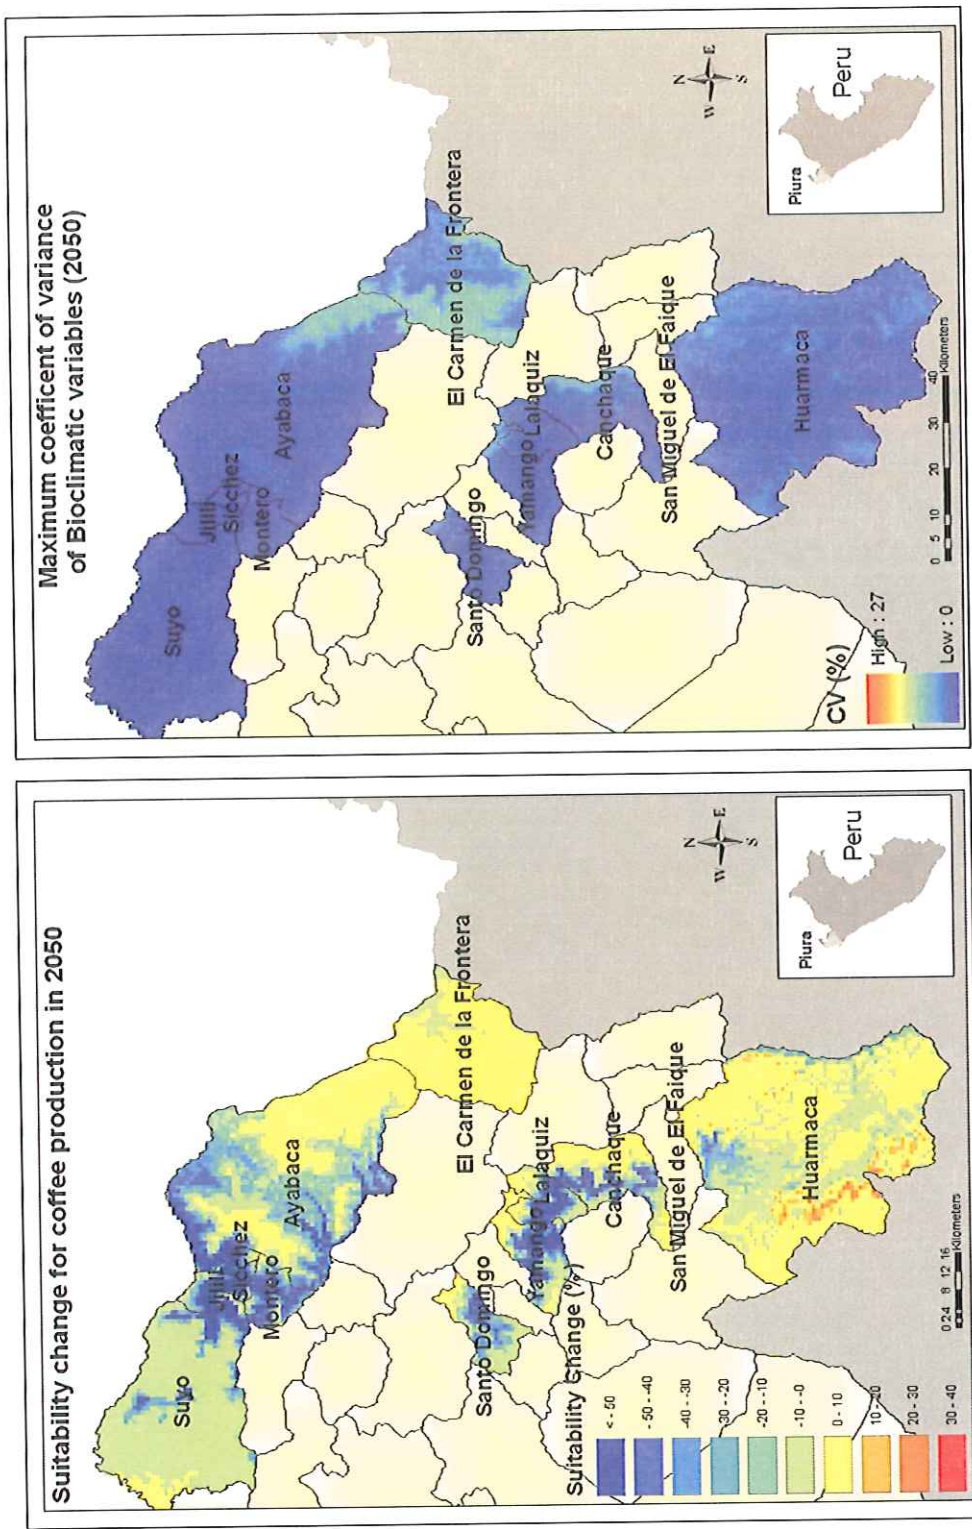 Suitability change for coffee production in 2050
Suyo
Jilili
Sicchez
Montero
Ayabaca
El Carmen de la Frontera
Santo Domingo
Yamango
Lalaquiz
Canchaque
San Miguel de El Faique
Huarmaca
Suitability Change (%)
< - 50
- 50 - -40
-40 - -30
-30 - -20
-20 - -10
-10 - -0
0 - 10
10 - 20
20 - 30
30 - 40
0 2 4 8 12 16
Kilometers
N
W E
S
Piura
Peru
Maximum coefficent of variance
of Bioclimatic variables (2050)
Suyo
Jilili
Sicchez
Montero
Ayabaca
El Carmen de la Frontera
Santo Domingo
Yamango
Lalaquiz
Canchaque
San Miguel de El Faique
Huarmaca
CV (%)
High : 27
Low : 0
0 5 10 20 30 40
Kilometers
N
W E
S
Piura
Peru